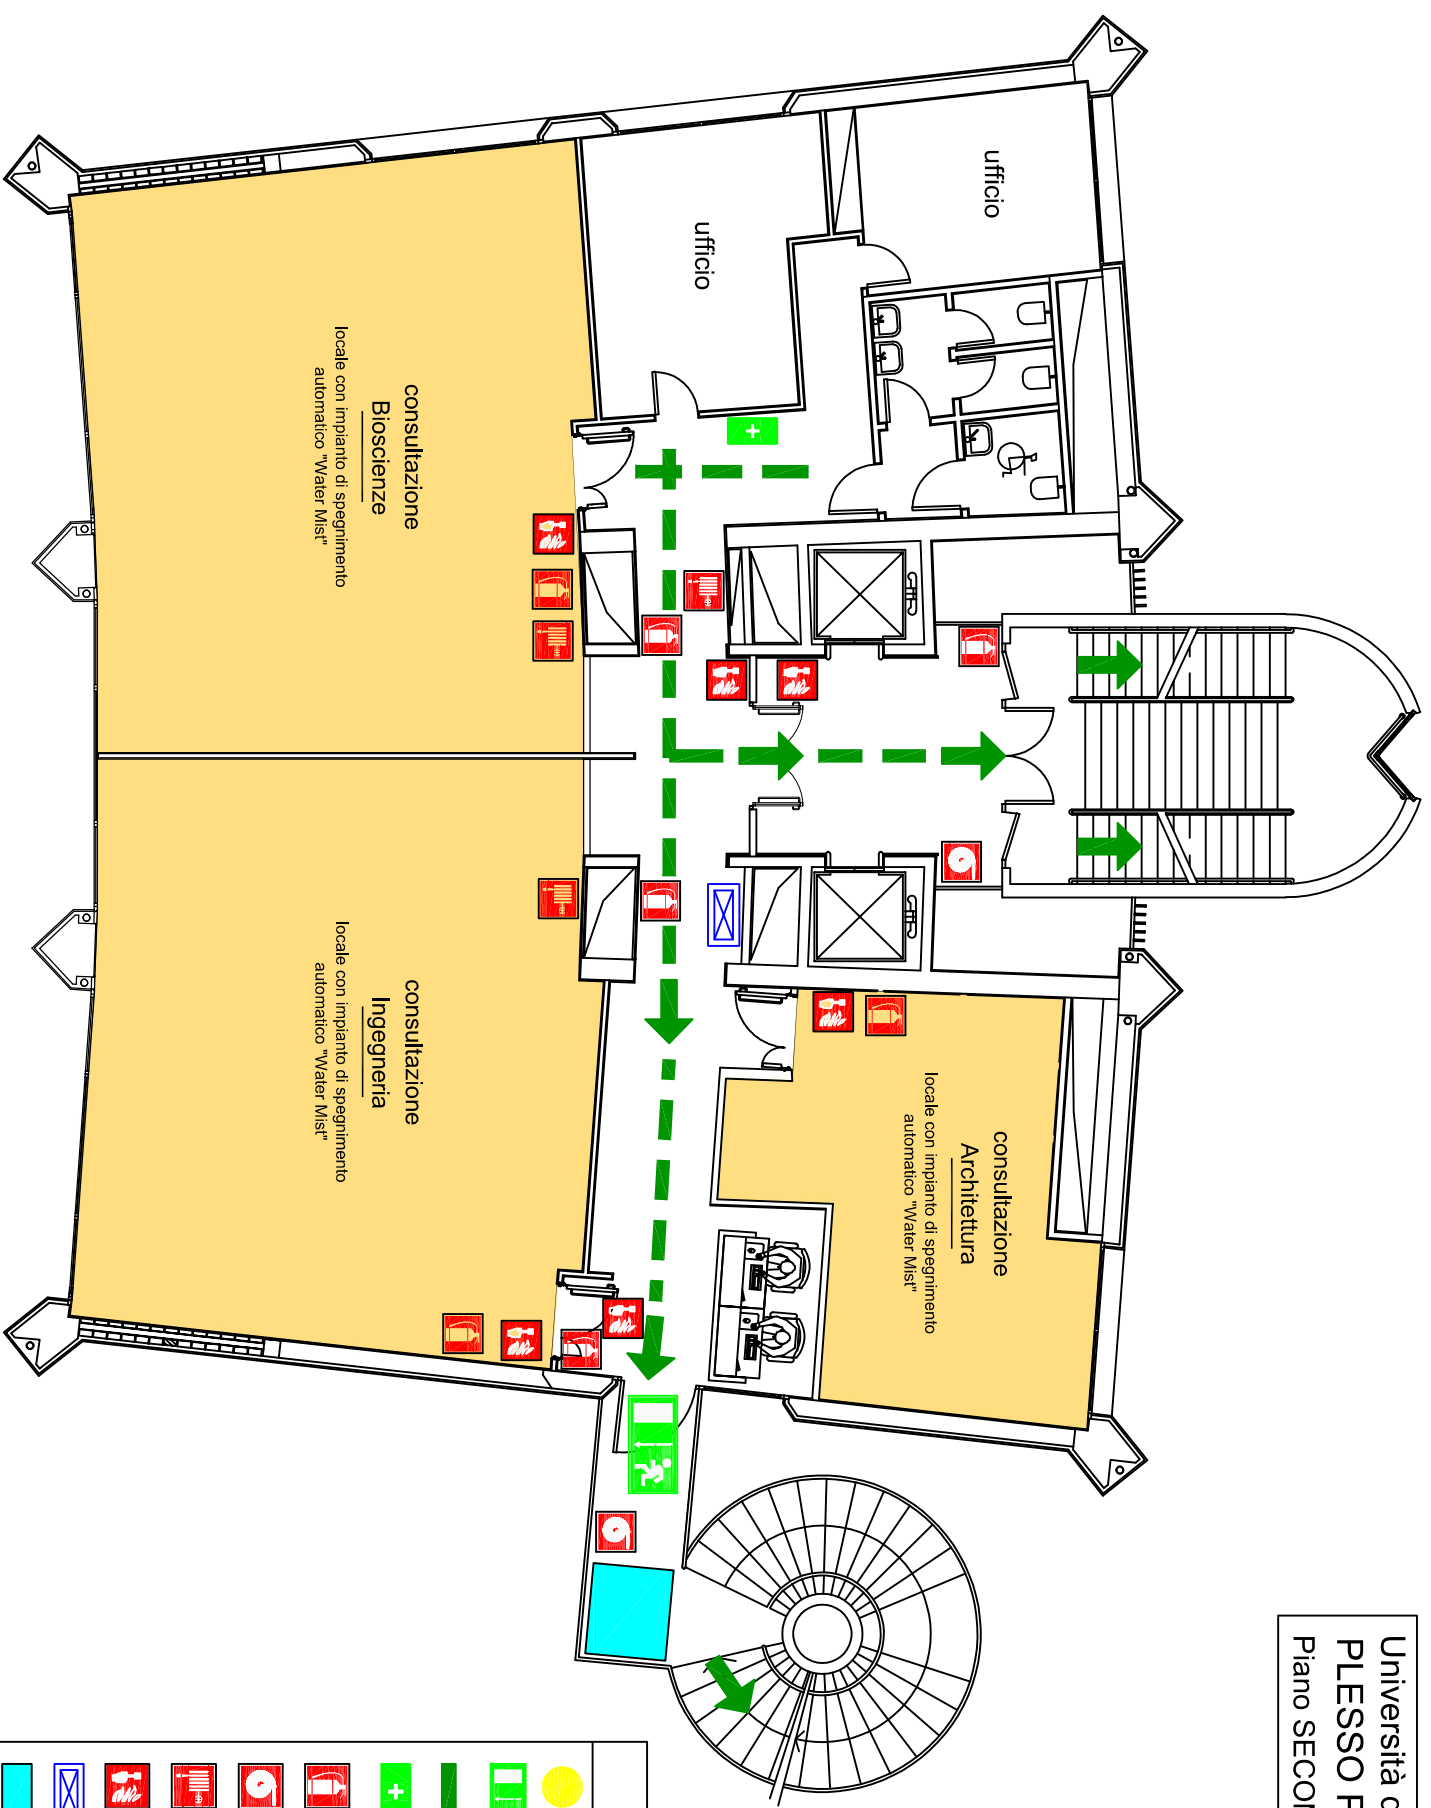 Università
PLESSO
Piano
ufficio
ufficio
consultazione
Bioscienze
locale con impianto di spegnimento
automatico "Water Mist"
consultazione
Ingegneria
locale con impianto di spegnimento
automatico "Water Mist"
consultazione
Architettura
locale con impianto di spegnimento
automatico "Water Mist"